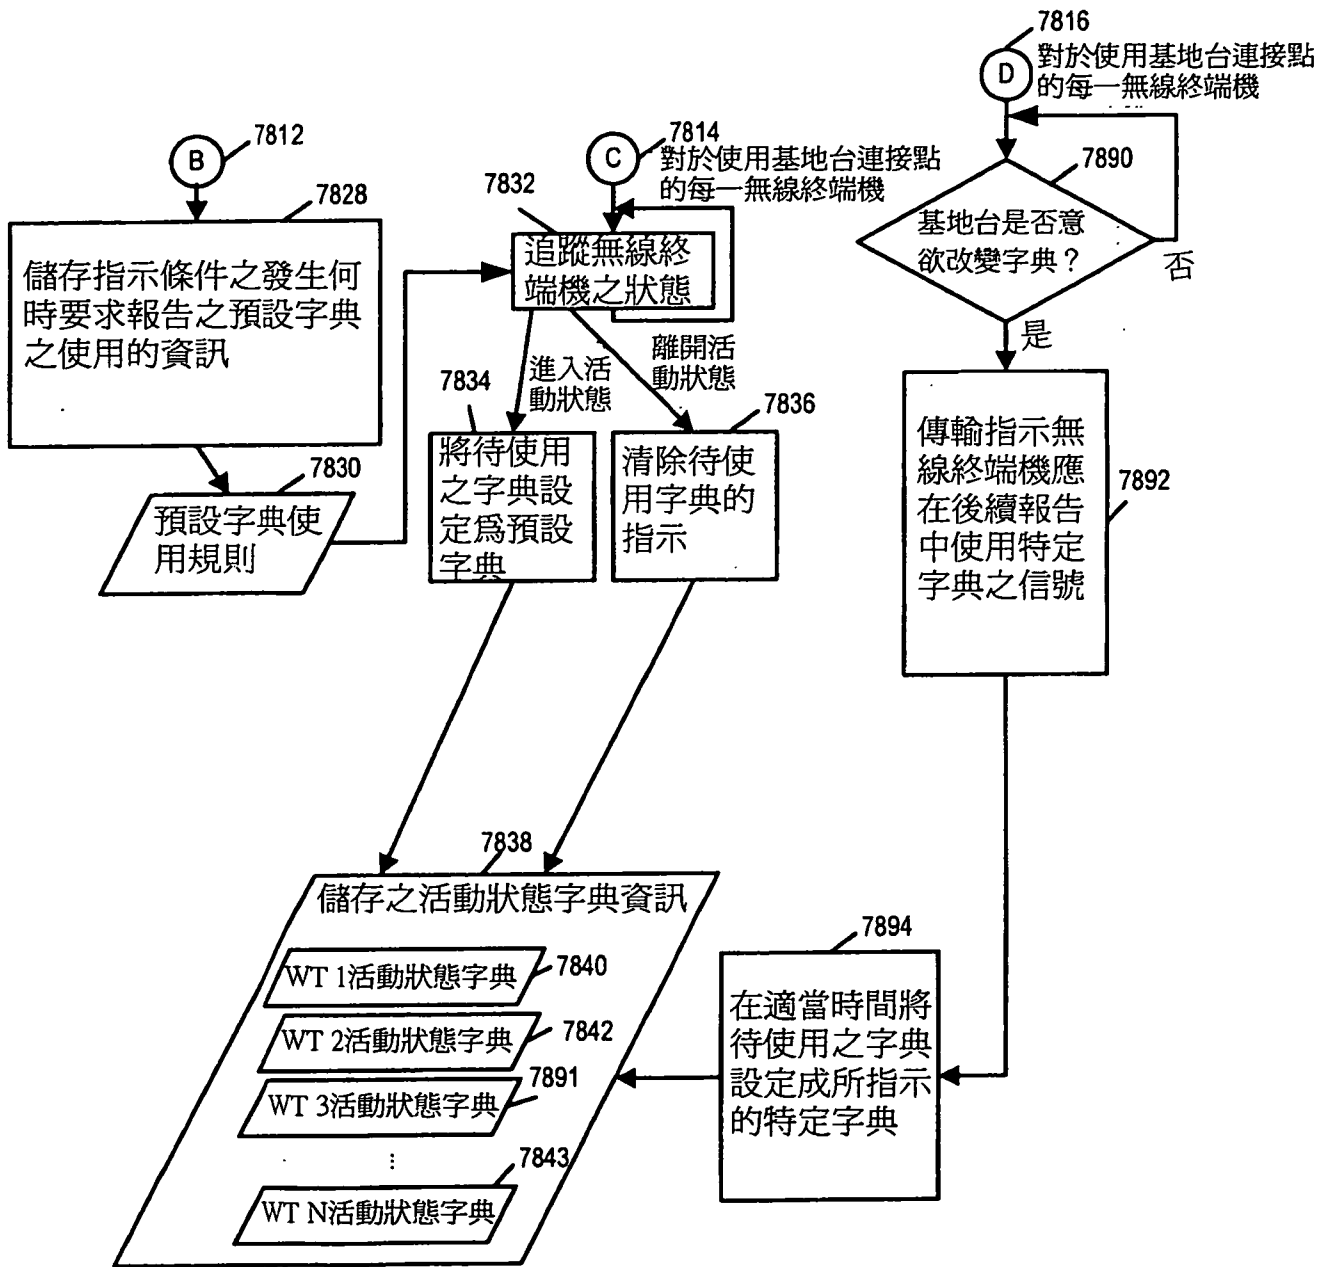 7812
B
7828
儲存指示條件之發生何
時要求報告之預設字典
之使用的資訊
7830
預設字典使
用規則
7814
C
對於使用基地台連接點
的每一無線終端機
7832
追蹤無線終
端機之狀態
進入活
動狀態
離開活
動狀態
7834
將待使用
之字典設
定爲預設
字典
7836
清除待使
用字典的
指示
7816
D
對於使用基地台連接點
的每一無線終端機
7890
基地台是否意
欲改變字典？
否
是
傳輸指示無
線終端機應
在後續報告
中使用特定
字典之信號
7892
7838
儲存之活動狀態字典資訊
WT 1活動狀態字典
7840
WT 2活動狀態字典
7842
7891
WT 3活動狀態字典
⋮
7843
WT N活動狀態字典
7894
在適當時間將
待使用之字典
設定成所指示
的特定字典